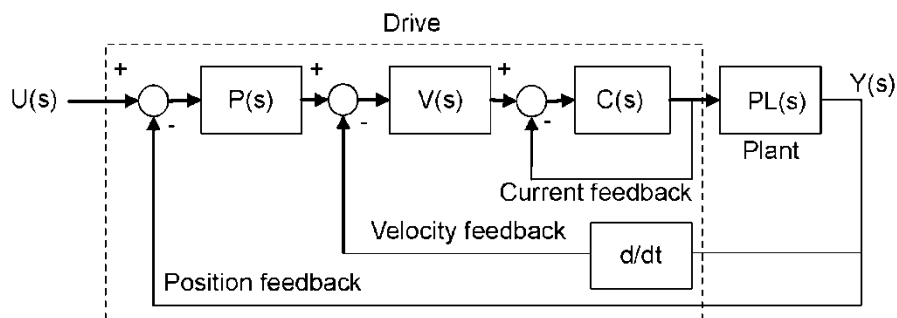 Drive
U(s)
+
-
P(s)
+
-
V(s)
+
-
C(s)
PL(s)
Y(s)
Plant
Current feedback
Velocity feedback
d/dt
Position feedback